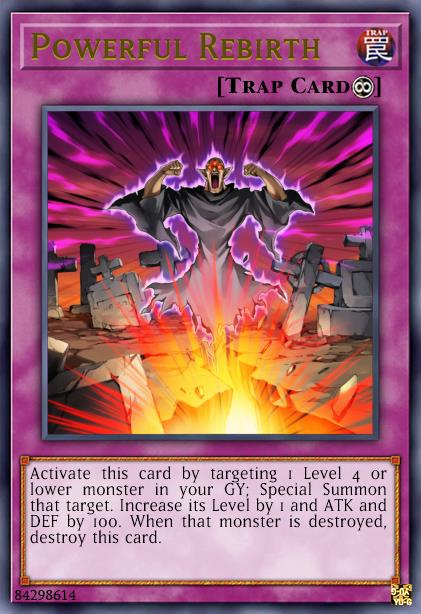 Powerful Rebirth
TRAP
罠
[Trap Card]
Activate this card by targeting 1 Level 4 or
lower monster in your GY; Special Summon
that target. Increase its Level by 1 and ATK and
DEF by 100. When that monster is destroyed,
destroy this card.
84298614